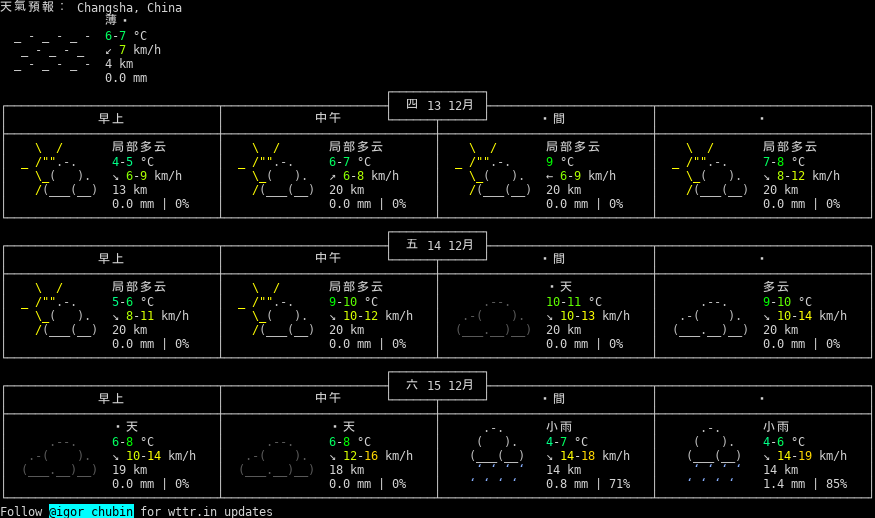 天氣預報： Changsha, China
薄・
6-7 °C
↙ 7 km/h
4 km
0.0 mm
四 13 12月
早上 中午 ・間 ・
局部多云 局部多云 局部多云 局部多云
4-5 °C 6-7 °C 9 °C 7-8 °C
↘ 6-9 km/h ↗ 6-8 km/h ← 6-9 km/h ↘ 8-12 km/h
13 km 20 km 20 km 20 km
0.0 mm | 0% 0.0 mm | 0% 0.0 mm | 0% 0.0 mm | 0%
五 14 12月
早上 中午 ・間 ・
局部多云 局部多云 ・天 多云
5-6 °C 9-10 °C 10-11 °C 9-10 °C
↘ 8-11 km/h ↘ 10-12 km/h ↘ 10-13 km/h ↘ 10-14 km/h
20 km 20 km 20 km 20 km
0.0 mm | 0% 0.0 mm | 0% 0.0 mm | 0% 0.0 mm | 0%
六 15 12月
早上 中午 ・間 ・
・天 ・天 小雨 小雨
6-8 °C 6-8 °C 4-7 °C 4-6 °C
↘ 10-14 km/h ↘ 12-16 km/h ↘ 14-18 km/h ↘ 14-19 km/h
19 km 18 km 14 km 14 km
0.0 mm | 0% 0.0 mm | 0% 0.8 mm | 71% 1.4 mm | 85%
Follow @igor_chubin for wttr.in updates